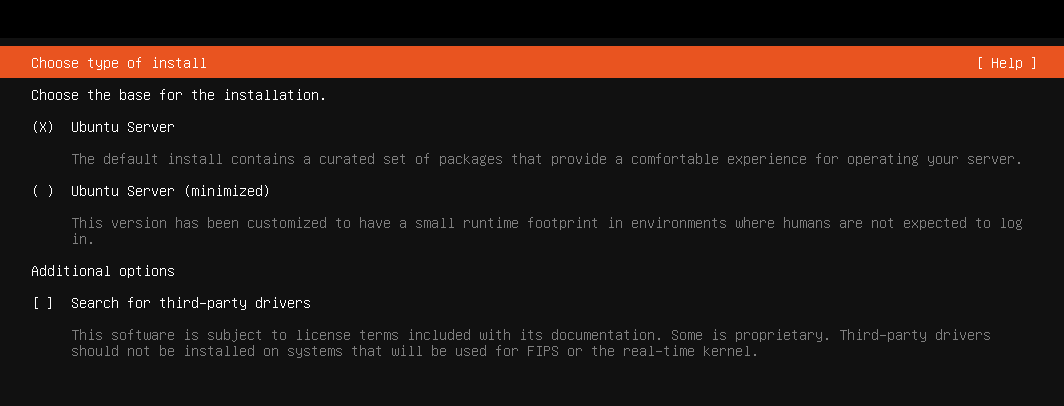 Choose type of install [ Help ]
Choose the base for the installation.
(X) Ubuntu Server
The default install contains a curated set of packages that provide a comfortable experience for operating your server.
( ) Ubuntu Server (minimized)
This version has been customized to have a small runtime footprint in environments where humans are not expected to log
in.
Additional options
[ ] Search for third-party drivers
This software is subject to license terms included with its documentation. Some is proprietary. Third-party drivers
should not be installed on systems that will be used for FIPS or the real-time kernel.